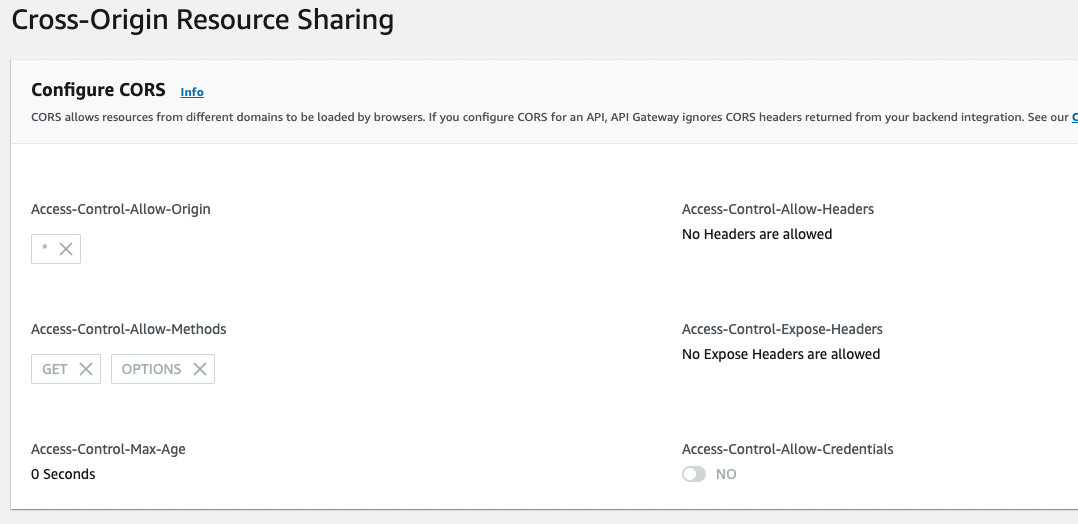 Cross-Origin Resource Sharing
Configure CORS Info
CORS allows resources from different domains to be loaded by browsers. If you configure CORS for an API, API Gateway ignores CORS headers returned from your backend integration. See our
Access-Control-Allow-Origin
*
Access-Control-Allow-Headers
No Headers are allowed
Access-Control-Allow-Methods
GET OPTIONS
Access-Control-Expose-Headers
No Expose Headers are allowed
Access-Control-Max-Age
0 Seconds
Access-Control-Allow-Credentials
NO